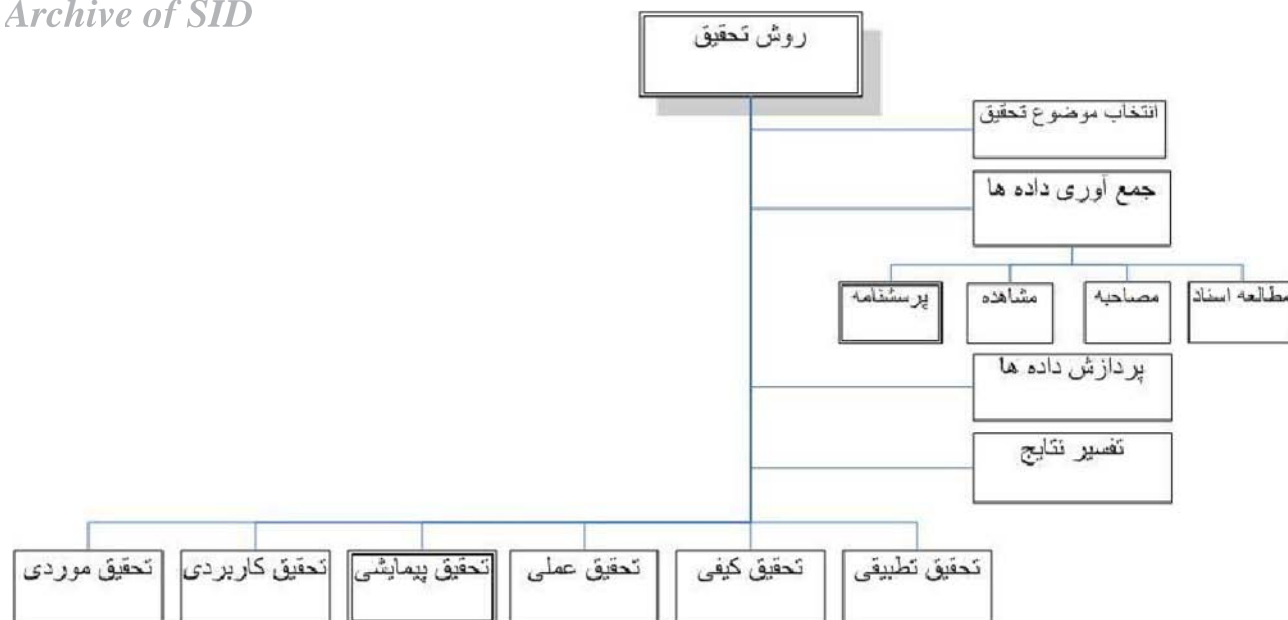 Archive of SID
روش تحقیق
انتخاب موضوع تحقیق
جمع آوری داده ها
مطالعه اسناد
مصاحبه
مشاهده
پرسشنامه
پردازش داده ها
تفسیر نتایج
تحقیق تطبیقی
تحقیق کیفی
تحقیق عملی
تحقیق پیمایشی
تحقیق کاربردی
تحقیق موردی